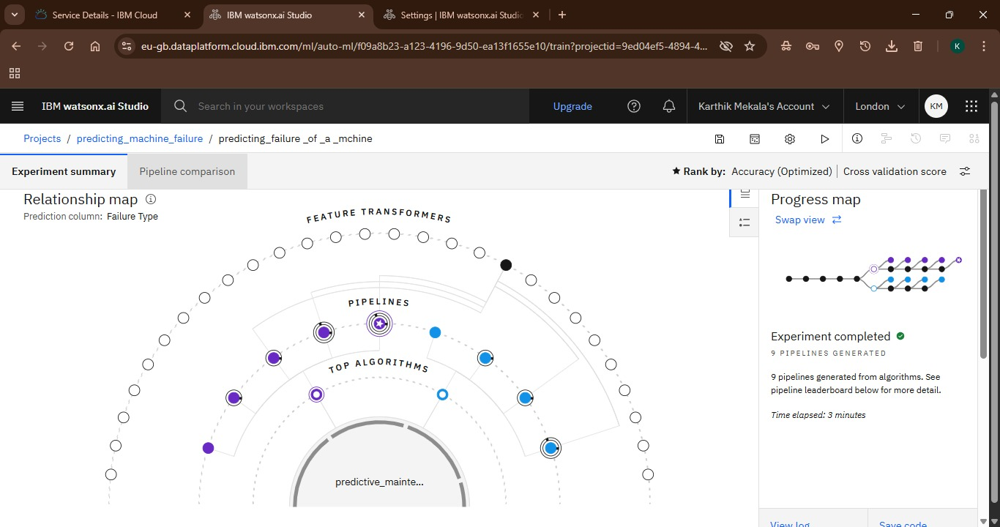 Service Details - IBM Cloud
IBM watsonx.ai Studio
Settings | IBM watsonx.ai Studio
eu-gb.dataplatform.cloud.ibm.com/ml/auto-ml/f09a8b23-a123-4196-9d50-ea13f1655e10/train?projectid=9ed04ef5-4894-4...
K
IBM watsonx.ai Studio
Search in your workspaces
Upgrade
Karthik Mekala's Account
London
KM
Projects / predicting_machine_failure / predicting_failure _of _a _mchine
Experiment summary
Pipeline comparison
Rank by: Accuracy (Optimized) | Cross validation score
Relationship map
Prediction column: Failure Type
FEATURE TRANSFORMERS
PIPELINES
TOP ALGORITHMS
predictive_mainte...
Progress map
Swap view
Experiment completed
9 PIPELINES GENERATED
9 pipelines generated from algorithms. See
pipeline leaderboard below for more detail.
Time elapsed: 3 minutes
View log
Save code